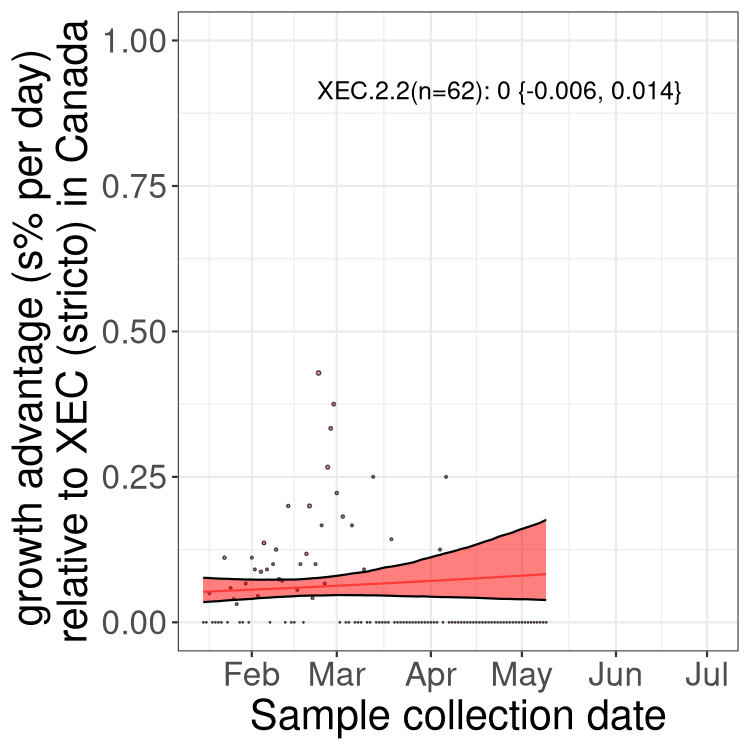 growth advantage (s% per day)
relative to XEC (stricto) in Canada
1.00
0.75
0.50
0.25
0.00
XEC.2.2(n=62): 0 {-0.006, 0.014}
Feb Mar Apr May Jun Jul
Sample collection date